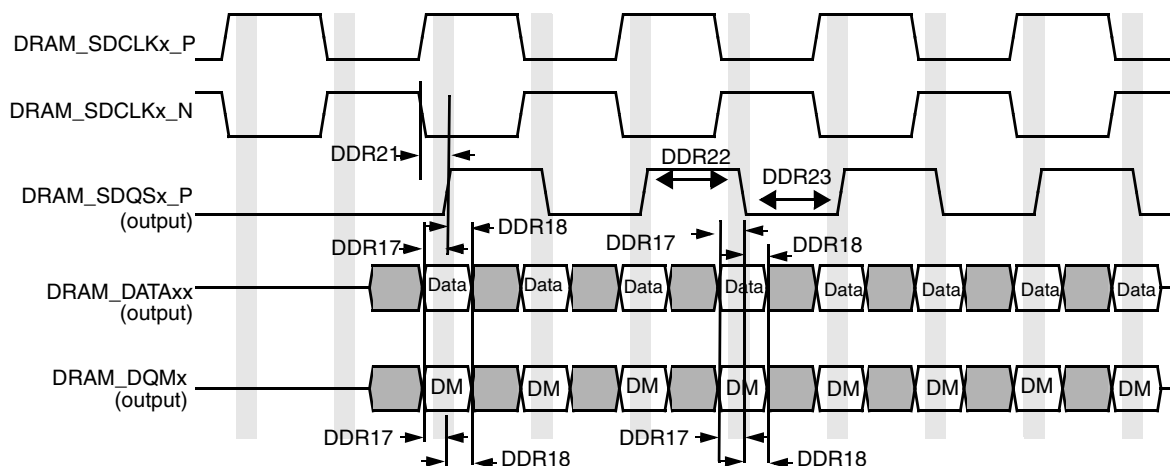 DRAM_SDCLKx_P
DRAM_SDCLKx_N
DDR21
DDR22
DDR23
DRAM_SDQSx_P
(output)
DDR17
DDR18
DDR17
DDR18
DRAM_DATAxx
(output)
Data Data Data Data Data Data Data Data
DRAM_DQMx
(output)
DM DM DM DM DM DM DM DM
DDR17
DDR17
DDR18
DDR18